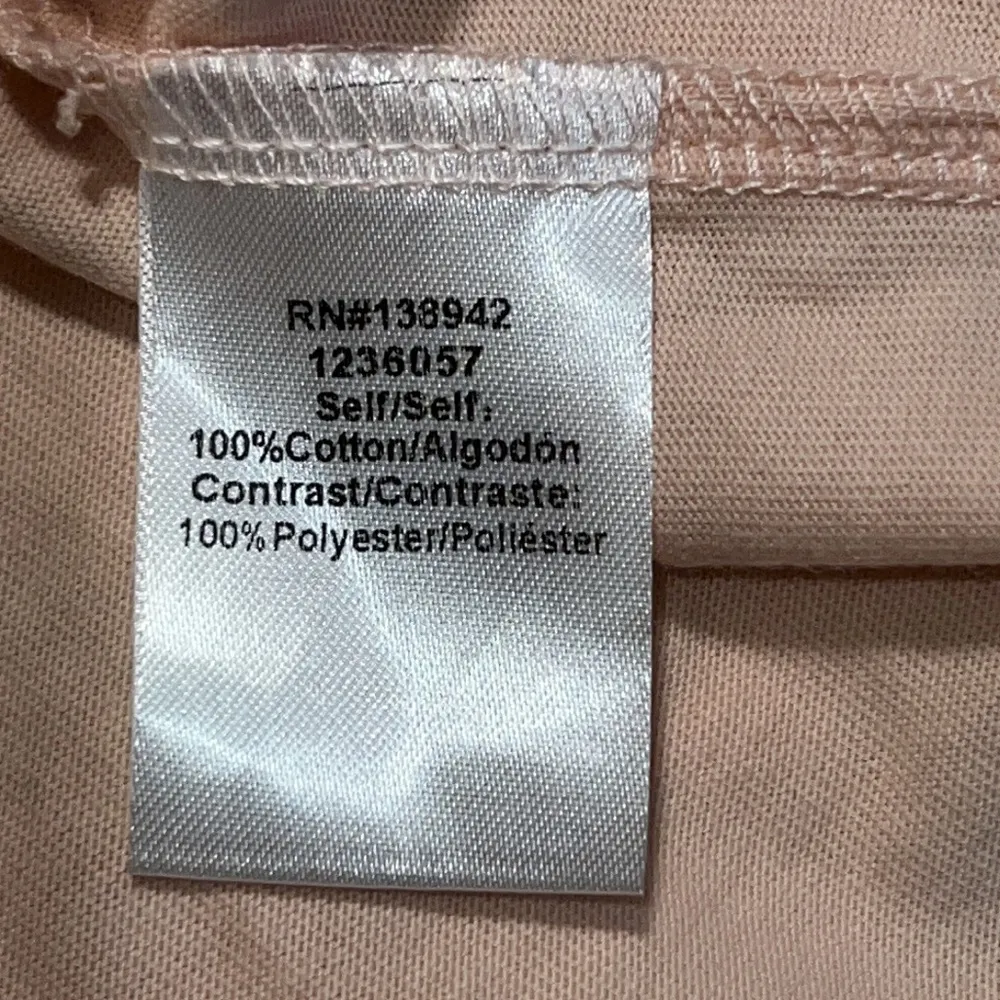 RN#138942
1236057
Self/Self:
100%Cotton/Algodón
Contrast/Contraste:
100% Polyester/Poliéster